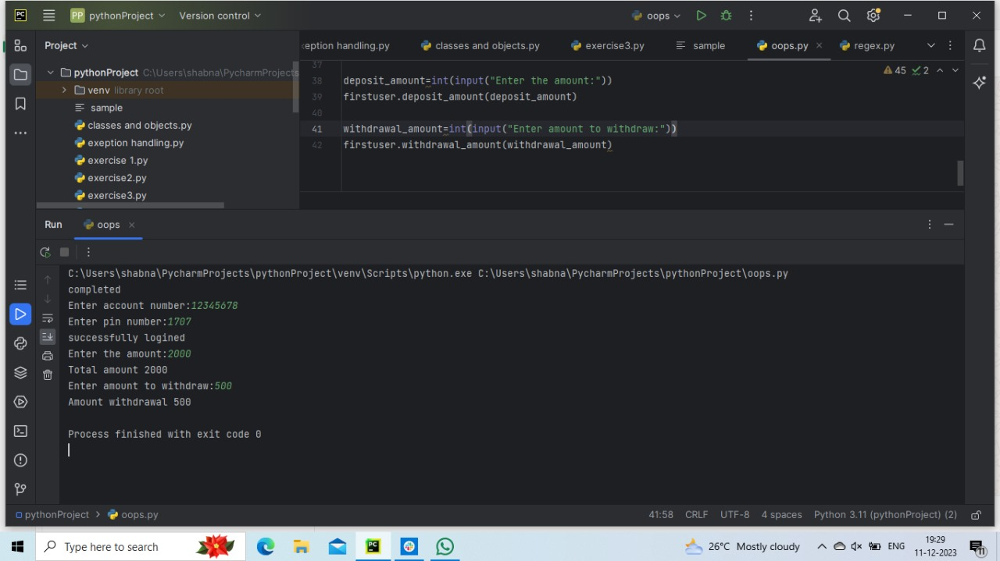 PC PP pythonProject Version control oops
Project
eption handling.py classes and objects.py exercise3.py sample oops.py regex.py
pythonProject C:\Users\shabna\PycharmProjects
venv library root
sample
classes and objects.py
exeption handling.py
exercise 1.py
exercise2.py
exercise3.py
37
38 deposit_amount=int(input("Enter the amount:"))
39 firstuser.deposit_amount(deposit_amount)
40
41 withdrawal_amount=int(input("Enter amount to withdraw:"))
42 firstuser.withdrawal_amount(withdrawal_amount)
45 2
Run oops
C:\Users\shabna\PycharmProjects\pythonProject\venv\Scripts\python.exe C:\Users\shabna\PycharmProjects\pythonProject\oops.py
completed
Enter account number:12345678
Enter pin number:1707
successfully logined
Enter the amount:2000
Total amount 2000
Enter amount to withdraw:500
Amount withdrawal 500
Process finished with exit code 0
pythonProject > oops.py 41:58 CRLF UTF-8 4 spaces Python 3.11 (pythonProject) (2)
Type here to search PC 26°C Mostly cloudy ENG 19:29
11-12-2023 11